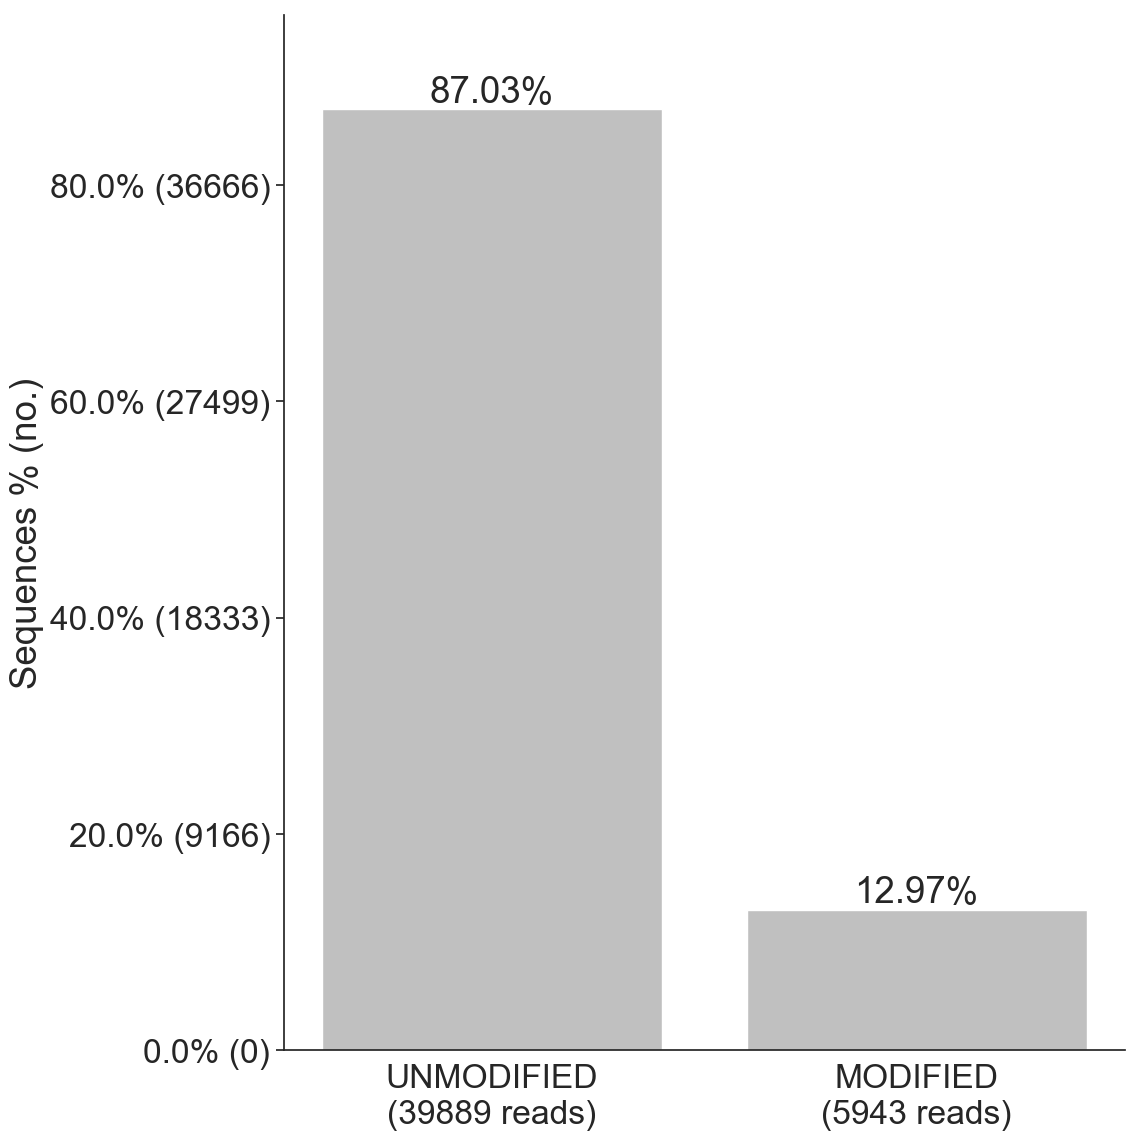 87.03%
80.0% (36666)
60.0% (27499)
Sequences % (no.)
40.0% (18333)
20.0% (9166)
12.97%
0.0% (0)
UNMODIFIED
(39889 reads)
MODIFIED
(5943 reads)